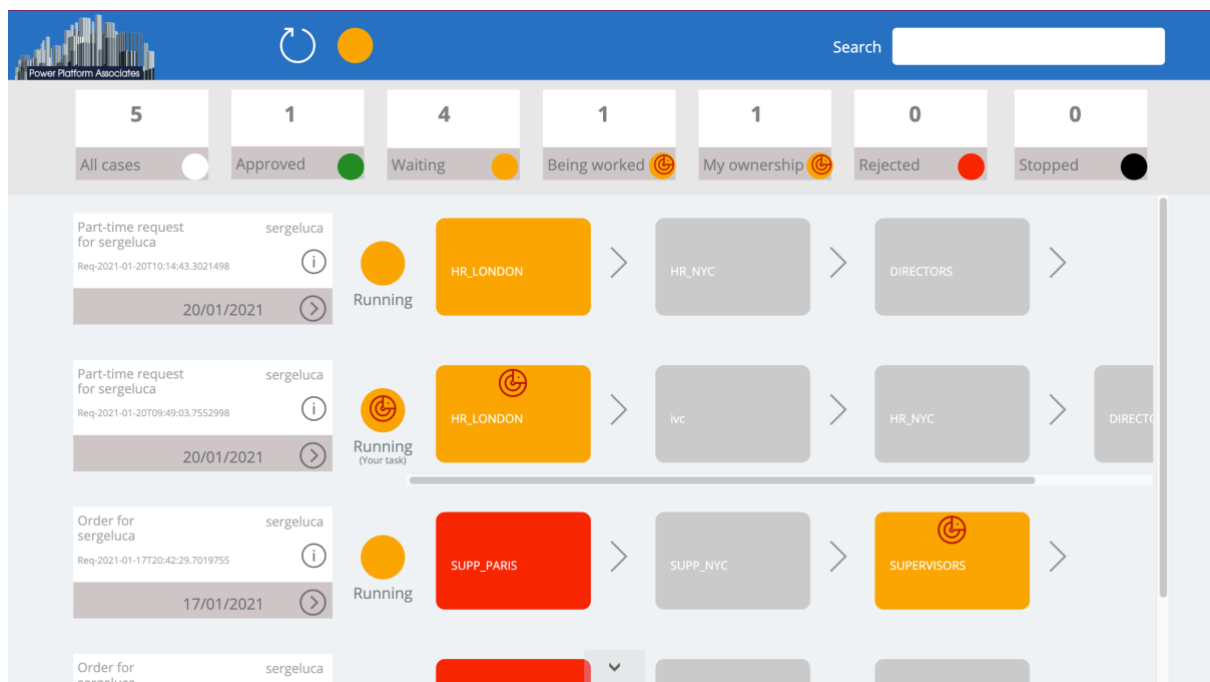 Power Platform Associates
Search
5
1
4
1
1
0
0
All cases
Approved
Waiting
Being worked
My ownership
Rejected
Stopped
Part-time request
for sergeluca
sergeluca
Req-2021-01-20T10:14:43.3021498
20/01/2021
Running
HR_LONDON
HR_NYC
DIRECTORS
Part-time request
for sergeluca
sergeluca
Req-2021-01-20T09:49:03.7552998
20/01/2021
Running
(Your task)
HR_LONDON
ivc
HR_NYC
DIRECTO
Order for
sergeluca
sergeluca
Req-2021-01-17T20:42:29.7019755
17/01/2021
Running
SUPP_PARIS
SUPP_NYC
SUPERVISORS
Order for
sergeluca
sergeluca